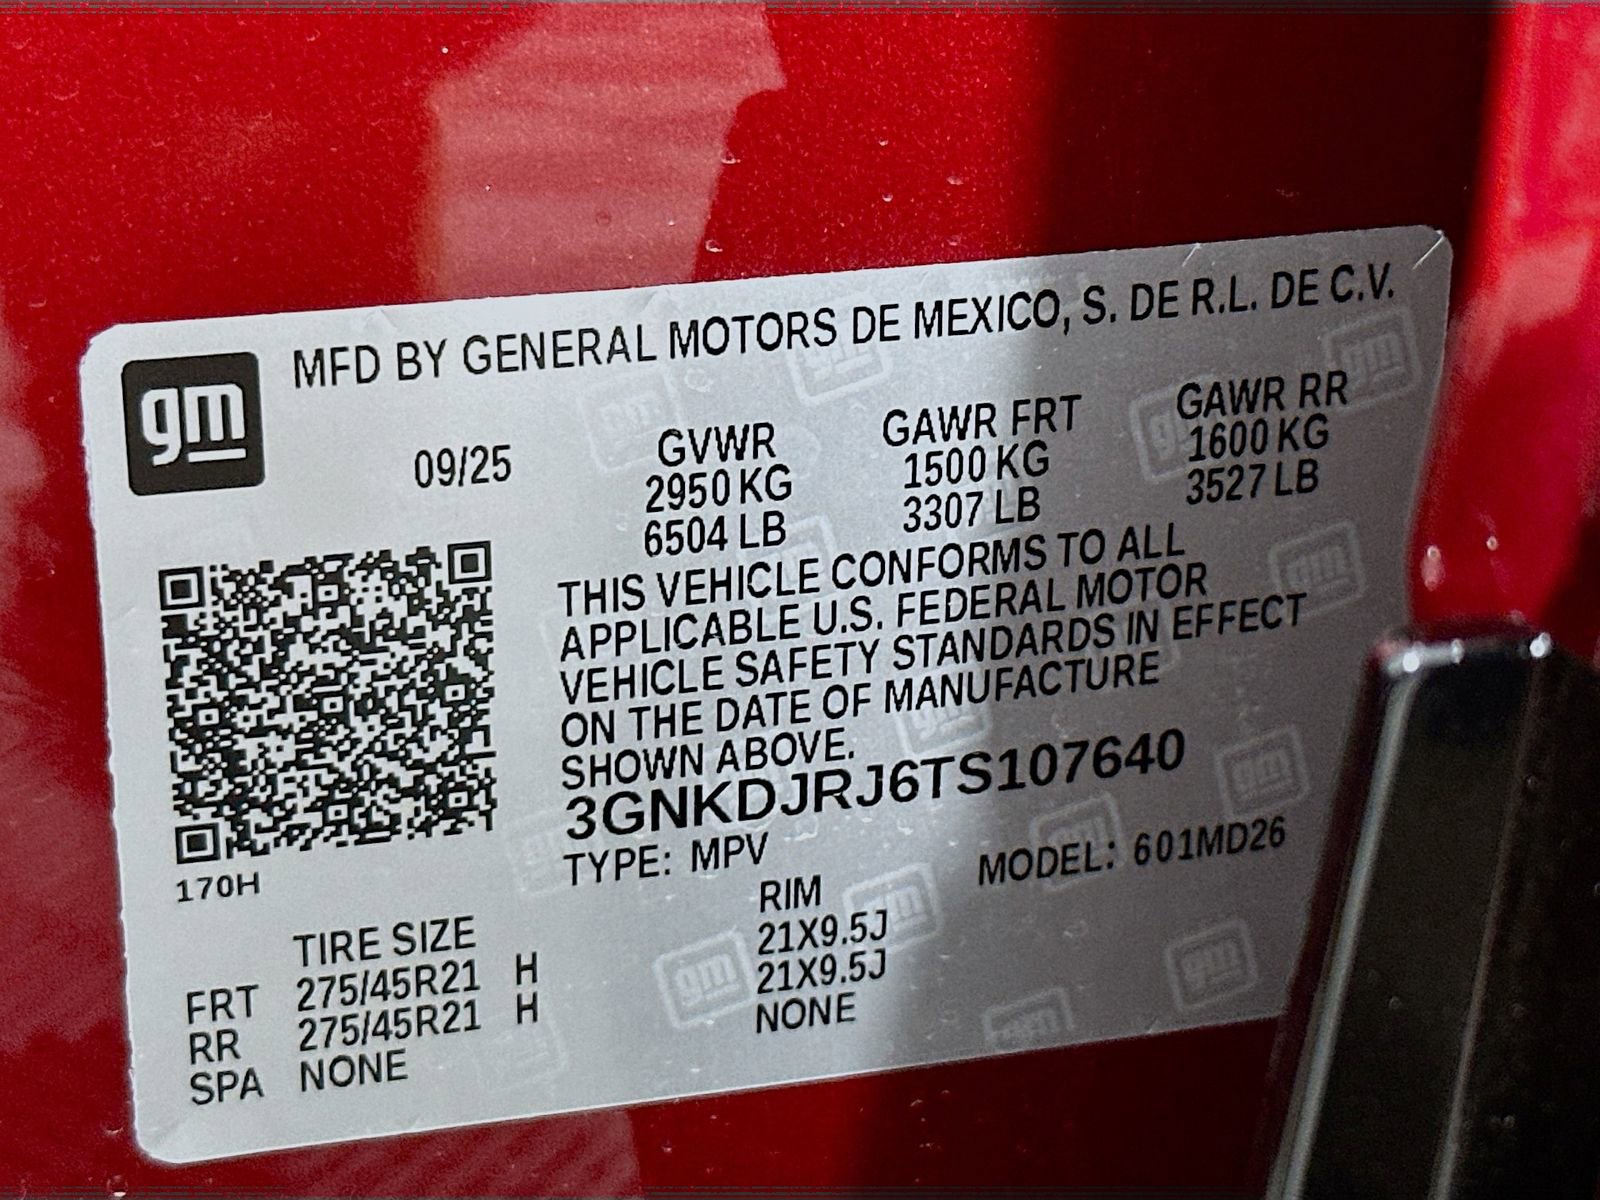 gm
MFD BY GENERAL MOTORS DE MEXICO, S. DE R.L. DE C.V.
09/25
GVWR GAWR FRT GAWR RR
2950 KG 1500 KG 1600 KG
6504 LB 3307 LB 3527 LB
THIS VEHICLE CONFORMS TO ALL
APPLICABLE U.S. FEDERAL MOTOR
VEHICLE SAFETY STANDARDS IN EFFECT
ON THE DATE OF MANUFACTURE
SHOWN ABOVE.
3GNKDJRJ6TS107640
TYPE: MPV MODEL: 601MD26
170H
TIRE SIZE RIM
FRT 275/45R21 H 21X9.5J
RR 275/45R21 H 21X9.5J
SPA NONE NONE